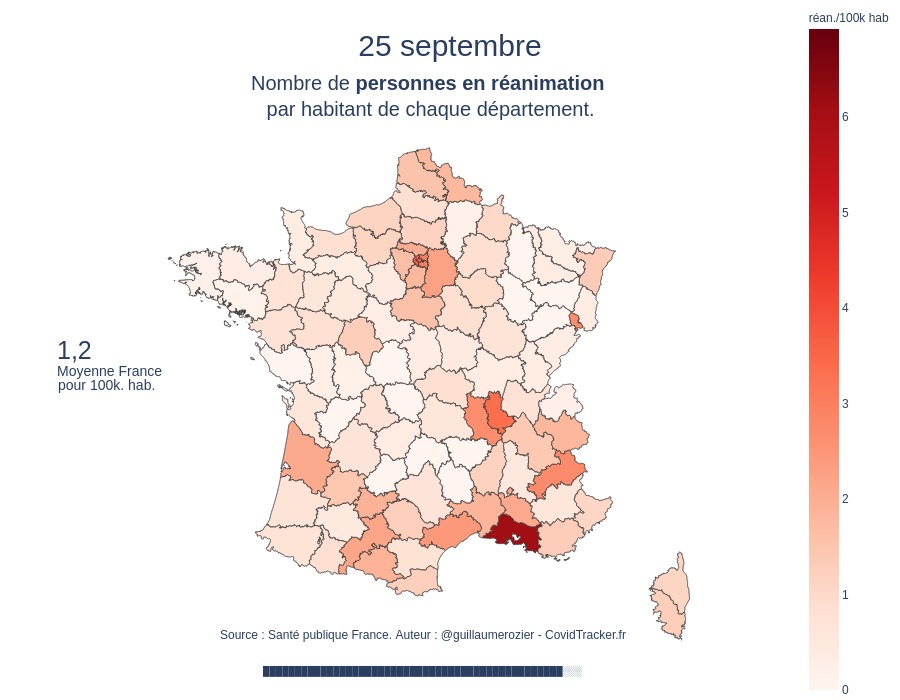 réan./100k hab
25 septembre
Nombre de personnes en réanimation
par habitant de chaque département.
6
5
4
3
2
1
0
1,2
Moyenne France
pour 100k. hab.
Source : Santé publique France. Auteur : @guillaumerozier - CovidTracker.fr